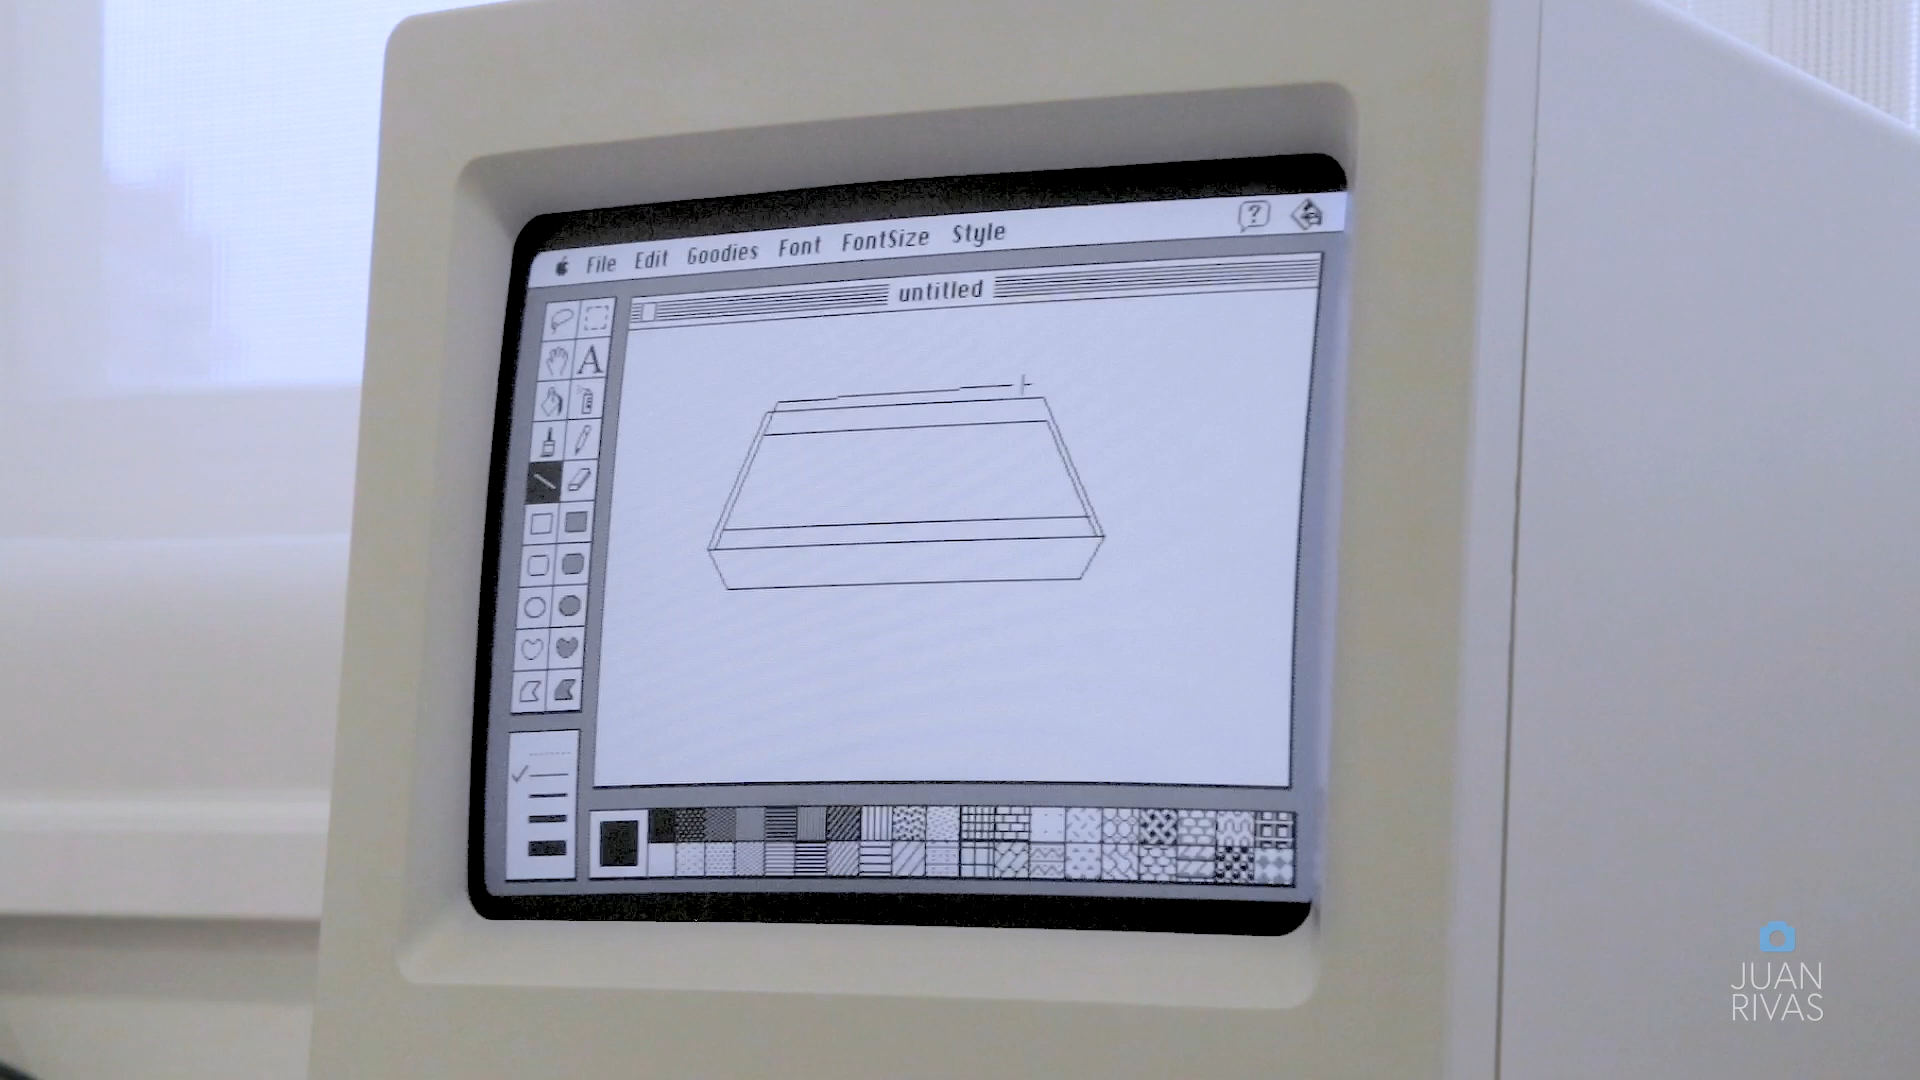 File Edit Goodies Font FontSize Style ?
untitled
A
JUAN
RIVAS